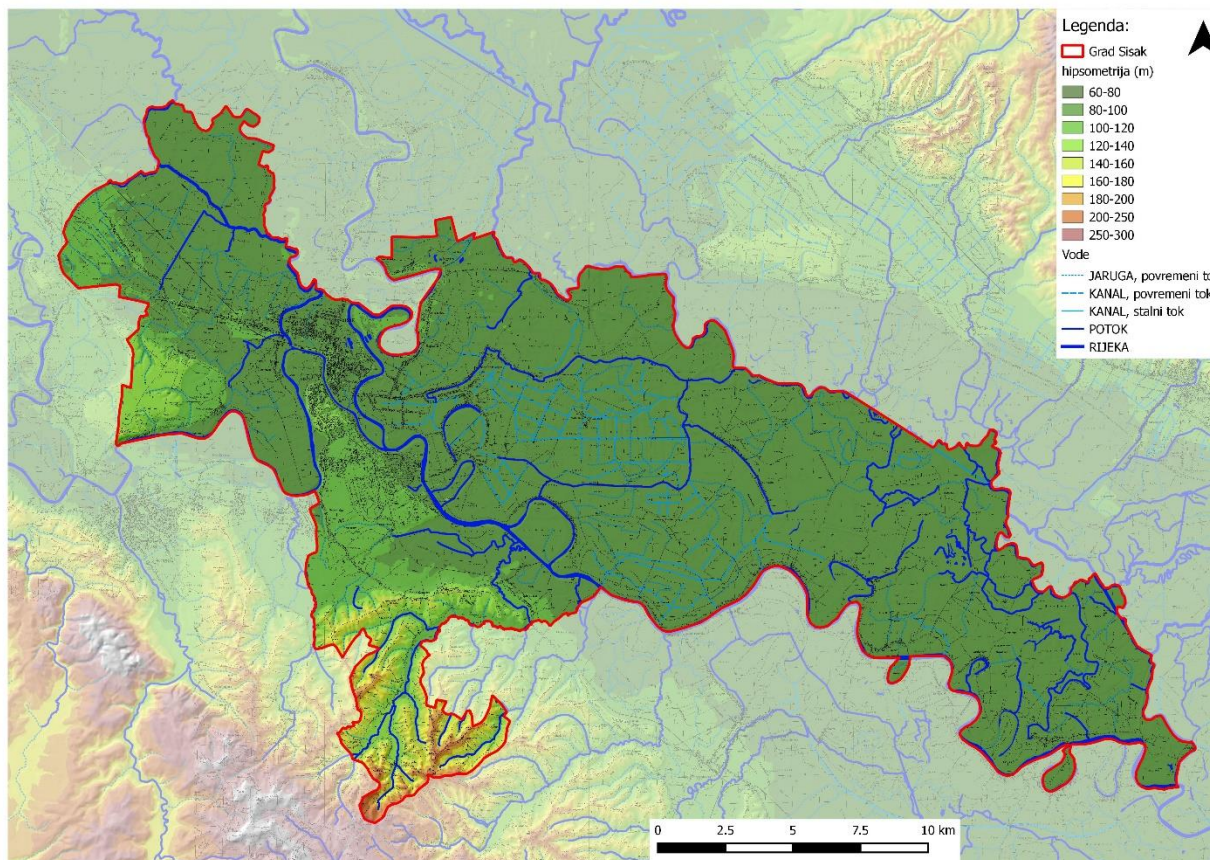 Legenda:
Grad Sisak
hipsometrija (m)
60-80
80-100
100-120
120-140
140-160
160-180
180-200
200-250
250-300
Vode
JARUGA, povremeni to
KANAL, povremeni tok
KANAL, stalni tok
POTOK
RIJEKA
0 2.5 5 7.5 10 km